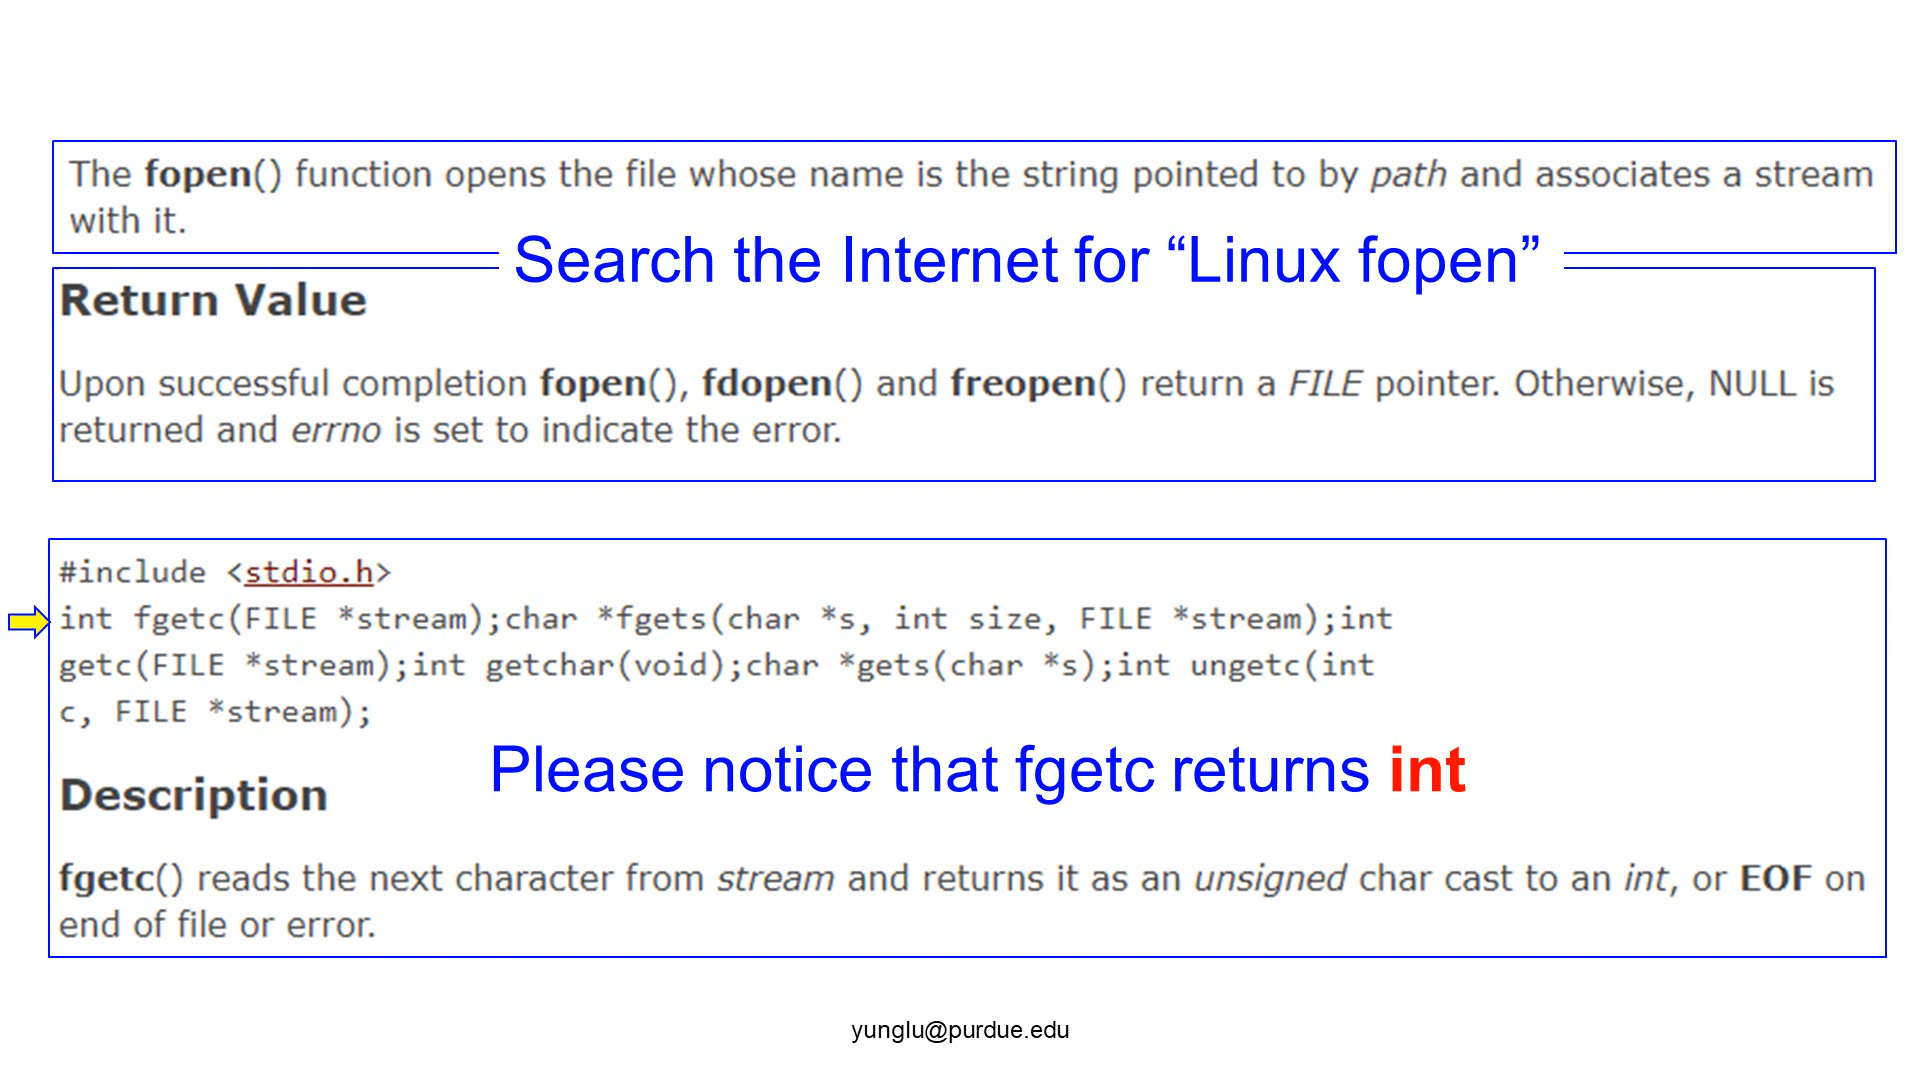 The fopen() function opens the file whose name is the string pointed to by path and associates a stream
with it.
Search the Internet for “Linux fopen”
Return Value
Upon successful completion fopen(), fdopen() and freopen() return a FILE pointer. Otherwise, NULL is
returned and errno is set to indicate the error.
#include <stdio.h>
int fgetc(FILE *stream);char *fgets(char *s, int size, FILE *stream);int
getc(FILE *stream);int getchar(void);char *gets(char *s);int ungetc(int
c, FILE *stream);
Please notice that fgetc returns int
Description
fgetc() reads the next character from stream and returns it as an unsigned char cast to an int, or EOF on
end of file or error.
yunglu@purdue.edu